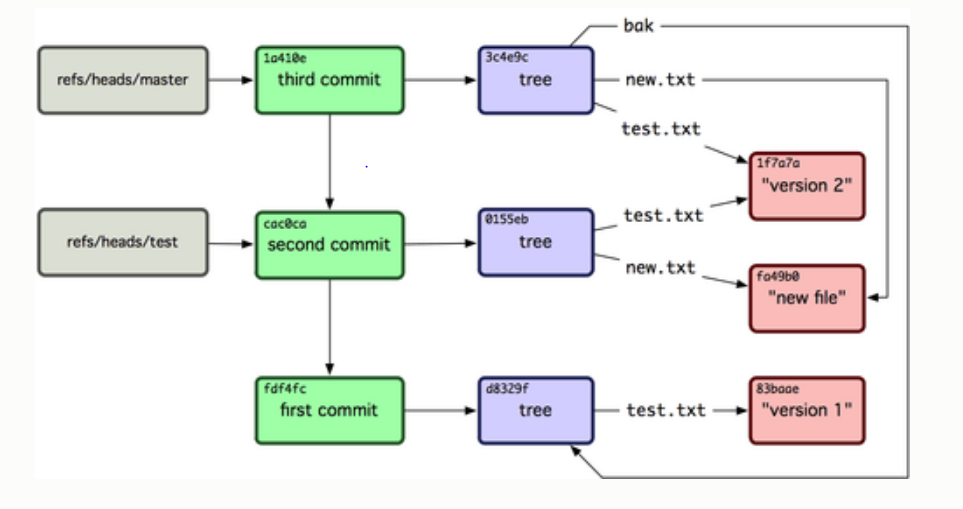 bak
refs/heads/master
1a410e
third commit
3c4e9c
tree
new.txt
test.txt
1f7a7a
"version 2"
refs/heads/test
cac0ca
second commit
0155eb
tree
test.txt
new.txt
fa49b0
"new file"
fdf4fc
first commit
d8329f
tree
test.txt
83baae
"version 1"